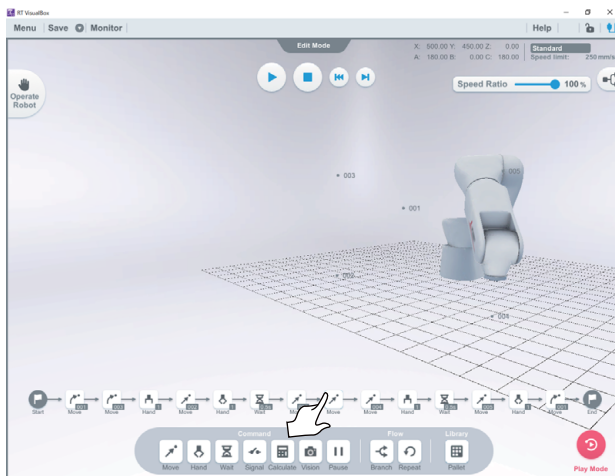 RT VisualBox
Menu Save Monitor Help
Edit Mode
X: 500.00 Y: 450.00 Z: 0.00 Standard
A: 180.00 B: 0.00 C: 180.00 Speed limit: 250 mm/s
Operate
Robot
Speed Ratio 100 %
003
005
001
002
004
Start Move Move Hand Move Hand Wait Move Move Move Hand Wait Move Hand Move End
Command Flow Library
Move Hand Wait Signal Calculate Vision Pause Branch Repeat Pallet
Play Mode